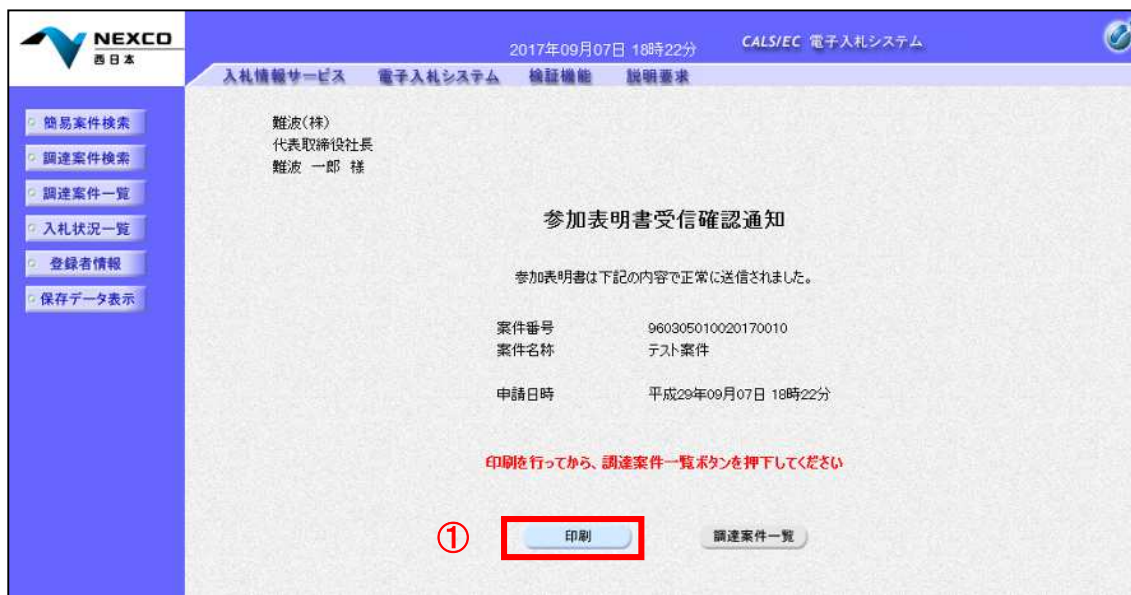 NEXCO
西日本
2017年09月07日 18時22分
CALS/EC 電子入札システム
入札情報サービス 電子入札システム 検証機能 説明要求
簡易案件検索
調達案件検索
調達案件一覧
入札状況一覧
登録者情報
保存データ表示
難波(株)
代表取締役社長
難波 一郎 様
参加表明書受信確認通知
参加表明書は下記の内容で正常に送信されました。
案件番号 960305010020170010
案件名称 テスト案件
申請日時 平成29年09月07日 18時22分
印刷を行ってから、調達案件一覧ボタンを押下してください
① 印刷 調達案件一覧